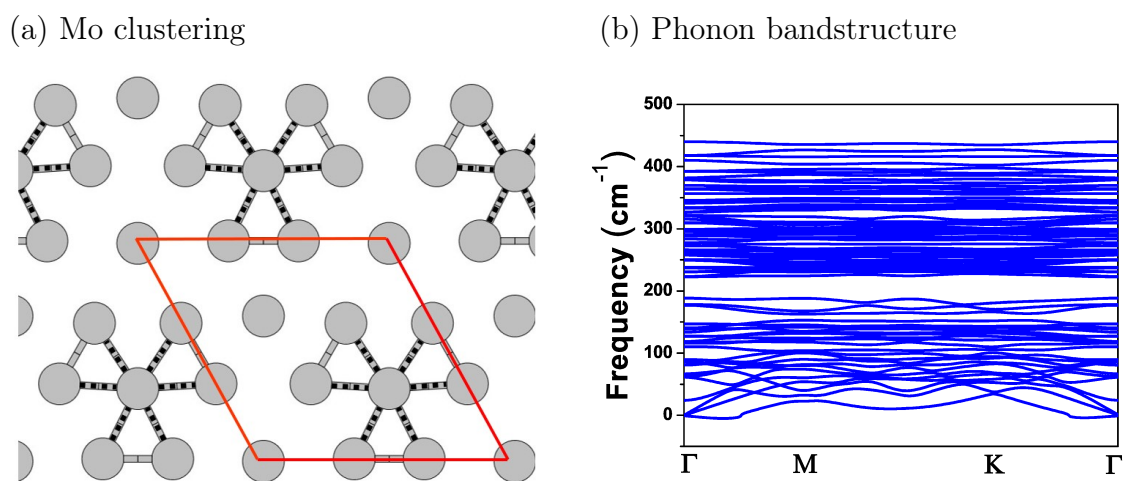 (a) Mo clustering
(b) Phonon bandstructure
Frequency (cm⁻¹)
500
400
300
200
100
0
Γ M K Γ